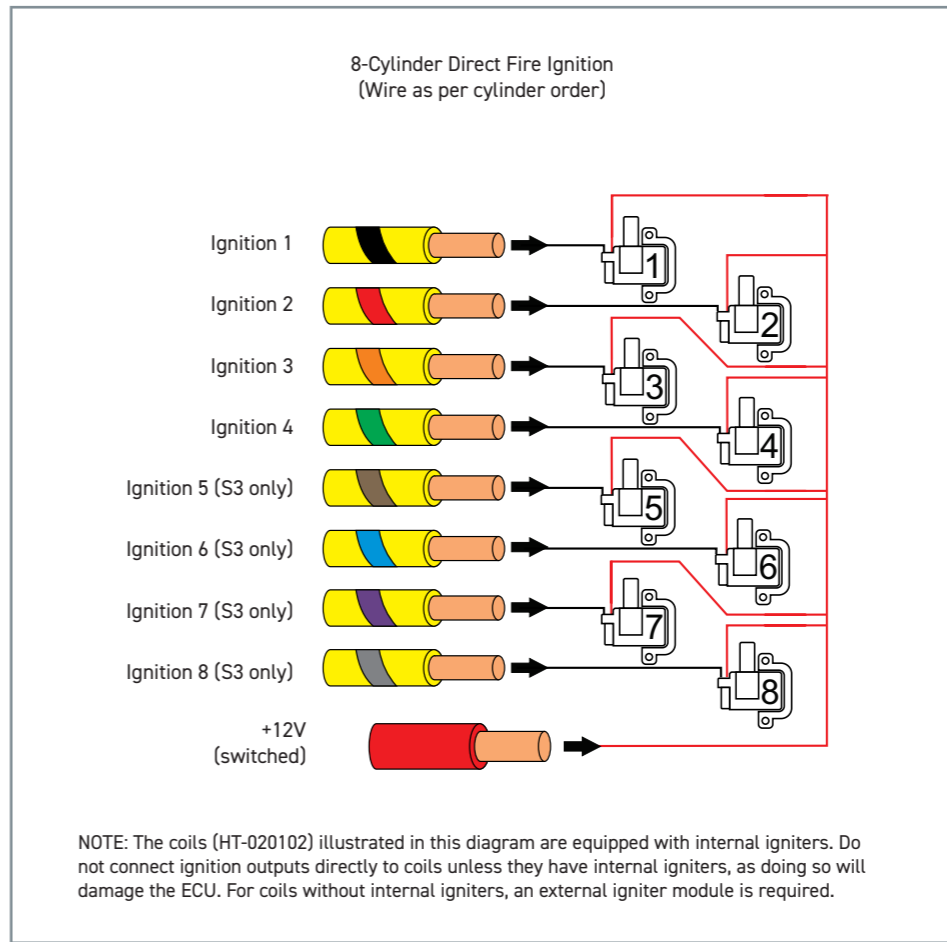 8-Cylinder Direct Fire Ignition
(Wire as per cylinder order)
Ignition 1
1
Ignition 2
2
Ignition 3
3
Ignition 4
4
Ignition 5 (S3 only)
5
Ignition 6 (S3 only)
6
Ignition 7 (S3 only)
7
Ignition 8 (S3 only)
8
+12V
(switched)
NOTE: The coils (HT-020102) illustrated in this diagram are equipped with internal igniters. Do
not connect ignition outputs directly to coils unless they have internal igniters, as doing so will
damage the ECU. For coils without internal igniters, an external igniter module is required.